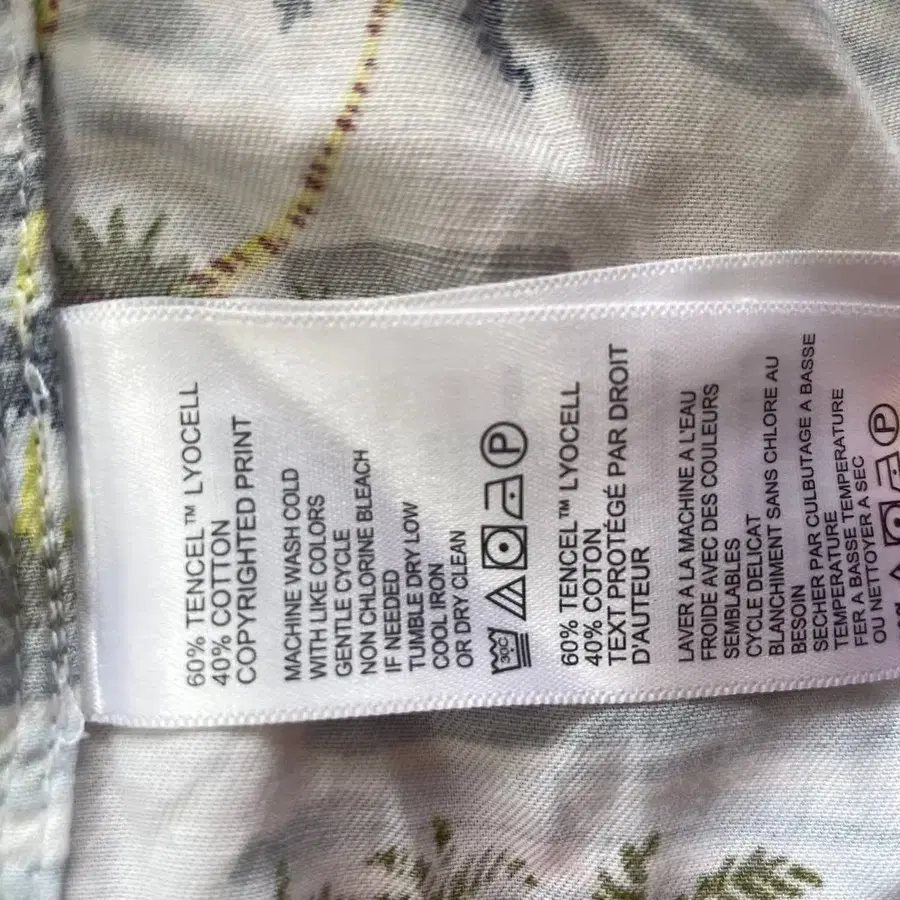 60% TENCEL™ LYOCELL
40% COTTON
COPYRIGHTED PRINT
MACHINE WASH COLD
WITH LIKE COLORS
GENTLE CYCLE
NON CHLORINE BLEACH
IF NEEDED
TUMBLE DRY LOW
COOL IRON
OR DRY CLEAN
30C P
60% TENCEL™ LYOCELL
40% COTON
TEXT PROTÉGÉ PAR DROIT
D'AUTEUR
LAVER A LA MACHINE A L'EAU
FROIDE AVEC DES COULEURS
SEMBLABLES
CYCLE DELICAT
BLANCHIMENT SANS CHLORE AU
BESOIN
SECHER PAR CULBUTAGE A BASSE
TEMPERATURE
FER A BASSE TEMPERATURE
OU NETTOYER A SEC
P